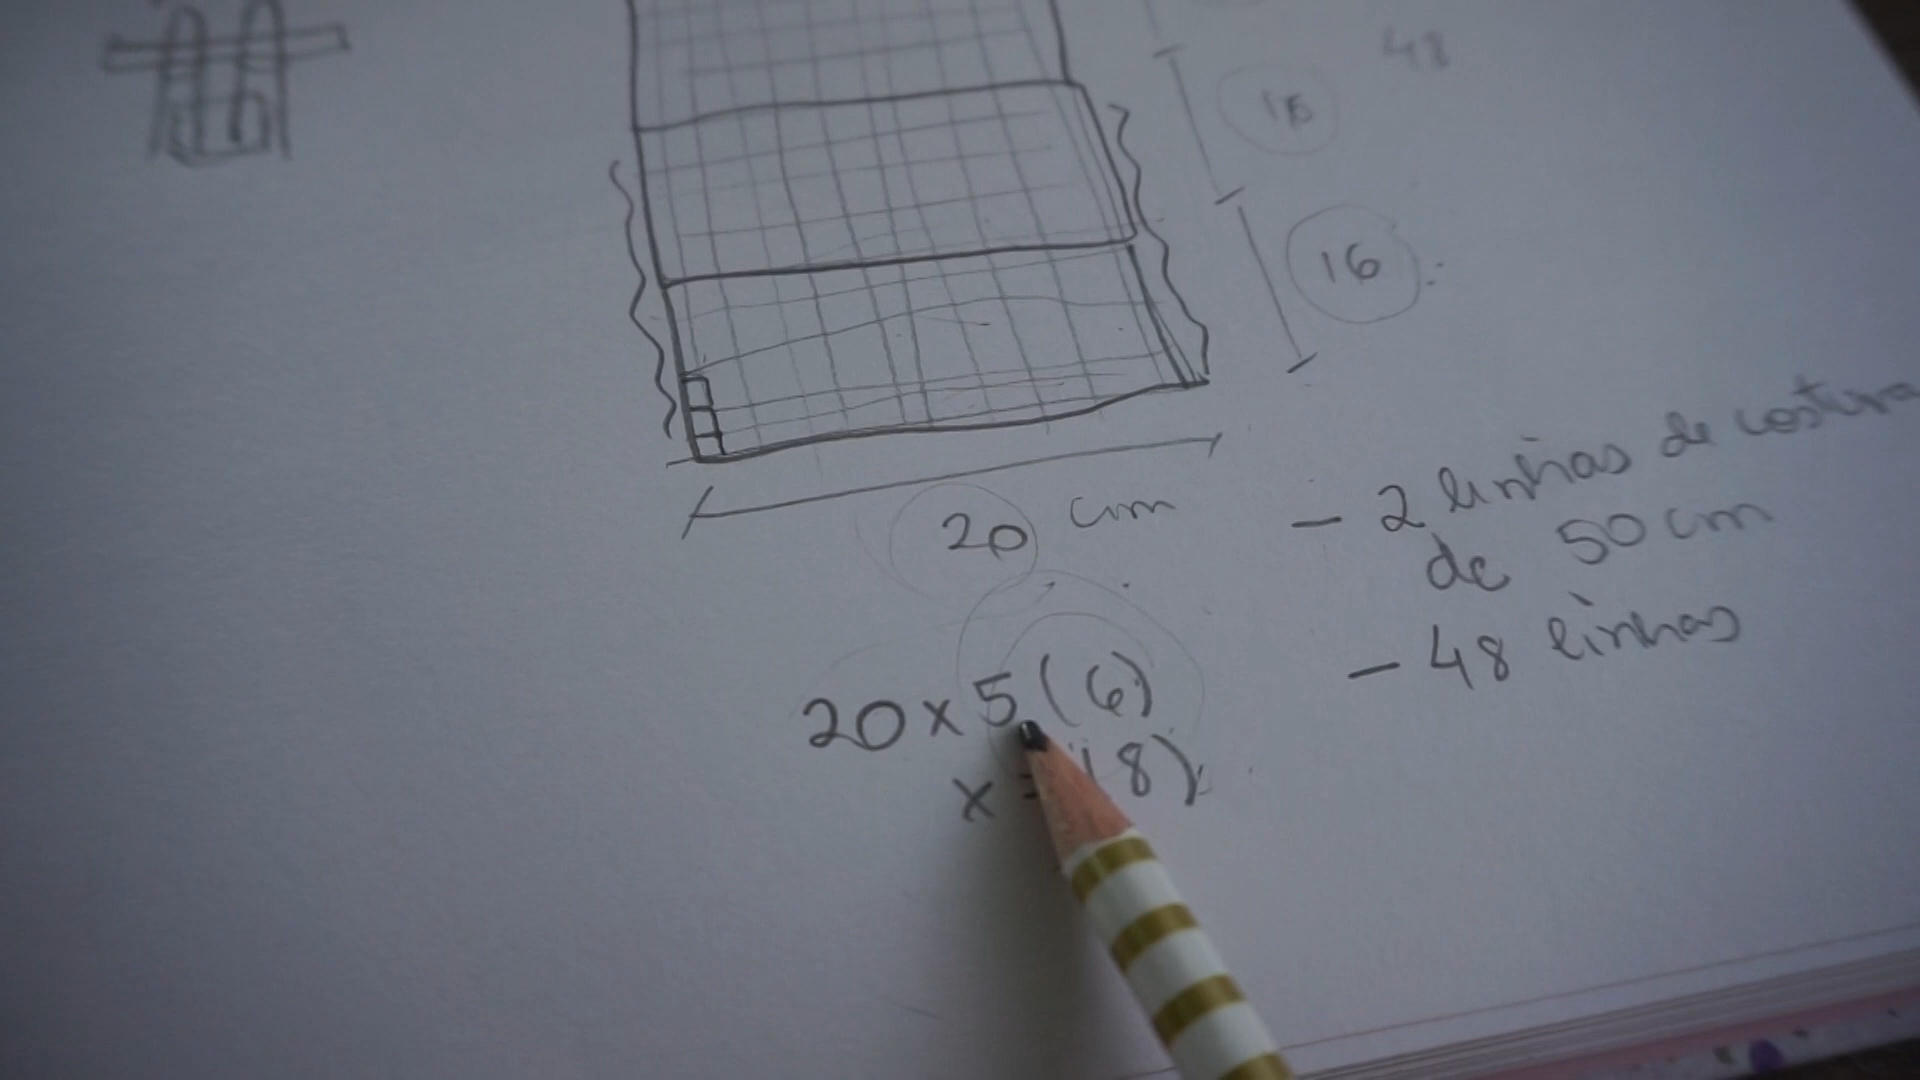 48
16
16
20 cm
- 2 linhas de costura
de 50 cm
- 48 linhas
20 x 5 (6)
x (8)